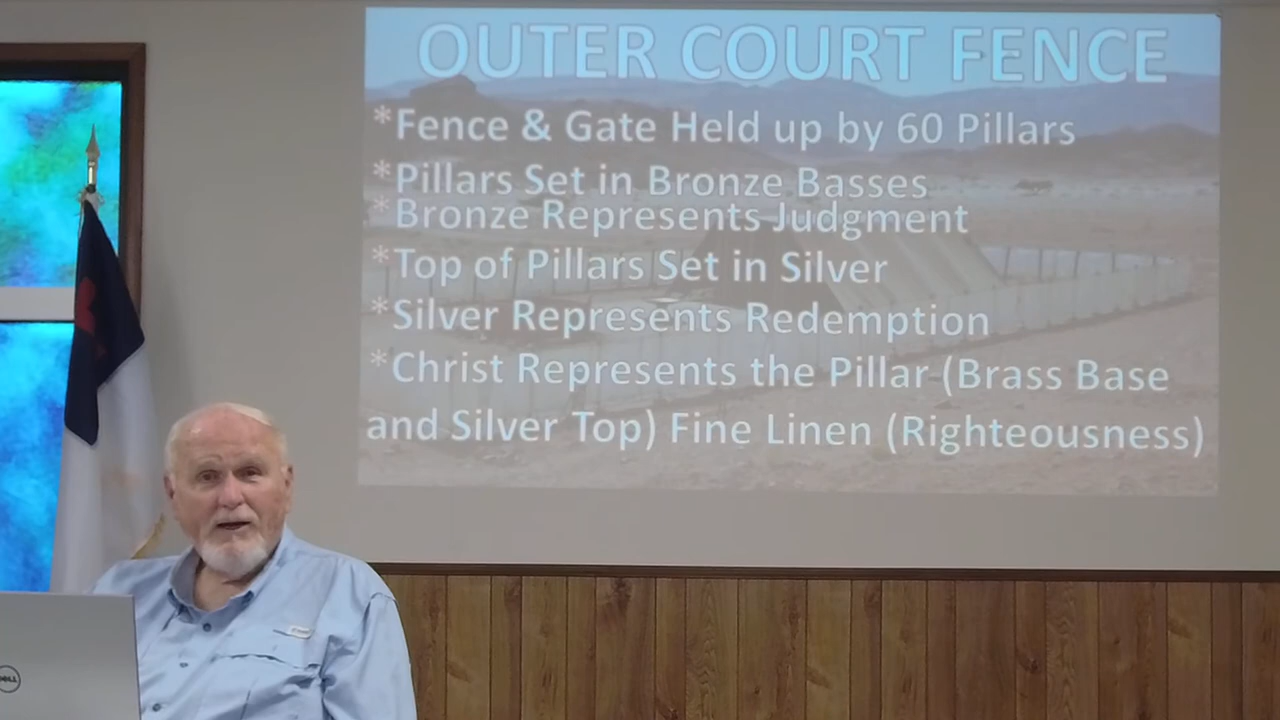 OUTER COURT FENCE
*Fence & Gate Held up by 60 Pillars
*Pillars Set in Bronze Basses
*Bronze Represents Judgment
*Top of Pillars Set in Silver
*Silver Represents Redemption
*Christ Represents the Pillar (Brass Base
and Silver Top) Fine Linen (Righteousness)
DELL